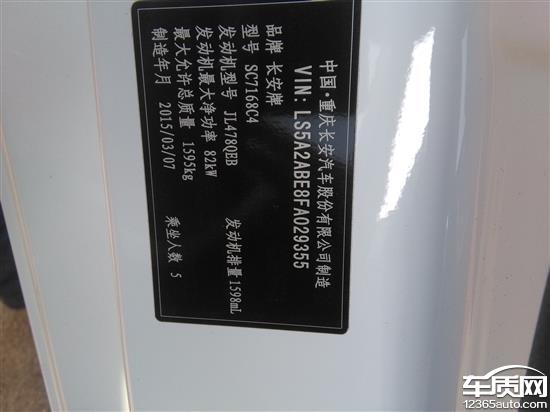 中国·重庆长安汽车股份有限公司制造
VIN: LS5A2ABE8FA029355
品牌 长安牌
型号 SC7168C4
发动机型号 JL478QEB 发动机排量 1598mL
发动机最大净功率 82kW
最大允许总质量 1595kg 乘坐人数 5
制造年月 2015/03/07
车质网
12365auto.com